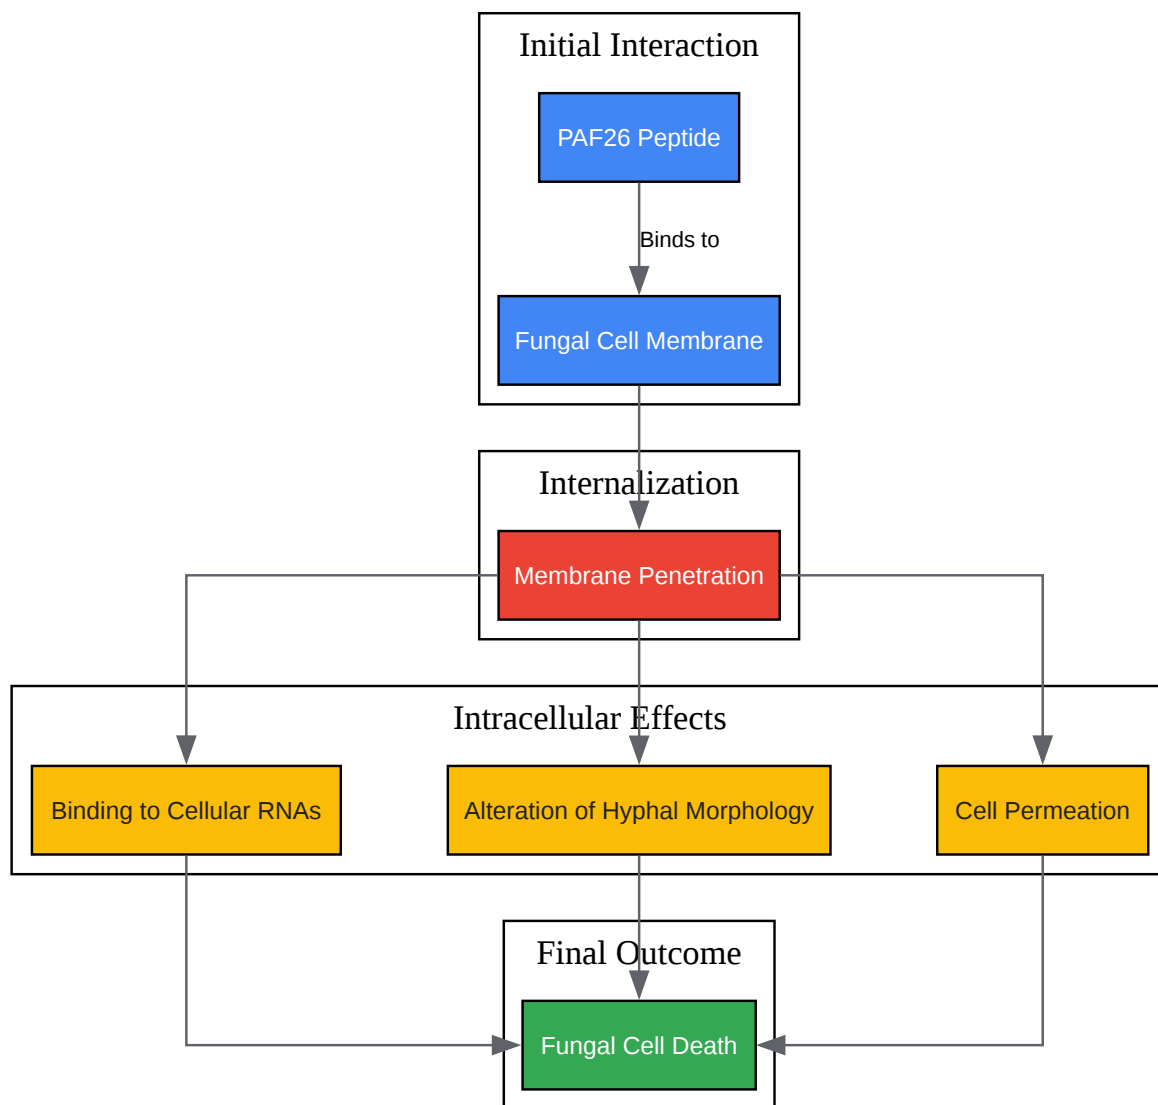 Initial Interaction
PAF26 Peptide
Binds to
Fungal Cell Membrane
Internalization
Membrane Penetration
Intracellular Effects
Binding to Cellular RNAs
Alteration of Hyphal Morphology
Cell Permeation
Final Outcome
Fungal Cell Death